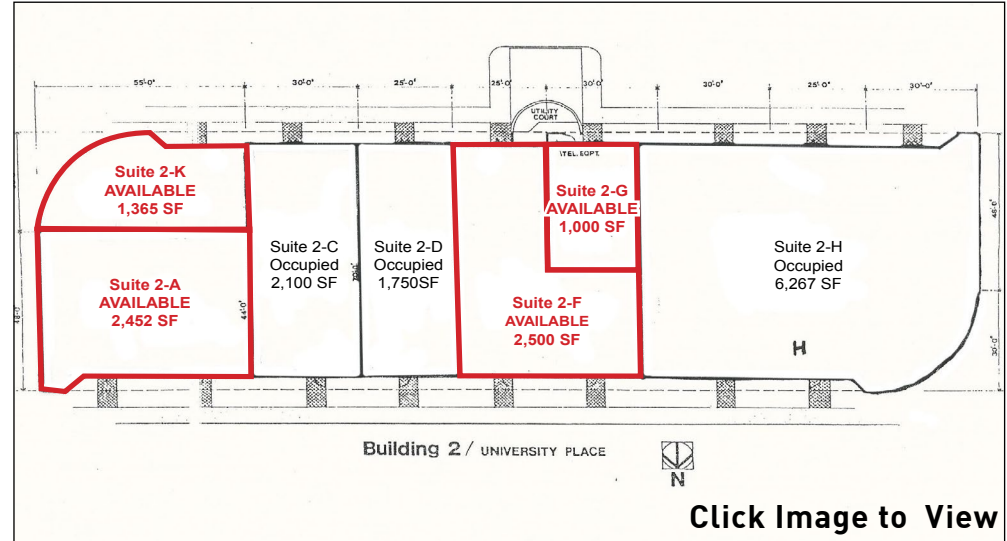 55'-0"
30'-0"
25'-0"
25'-0"
30'-0"
30'-0"
25'-0"
30'-0"
UTILITY
COURT
TEL. EQPT.
Suite 2-K
AVAILABLE
1,365 SF
Suite 2-A
AVAILABLE
2,452 SF
44'-0"
Suite 2-C
Occupied
2,100 SF
Suite 2-D
Occupied
1,750SF
Suite 2-G
AVAILABLE
1,000 SF
Suite 2-F
AVAILABLE
2,500 SF
Suite 2-H
Occupied
6,267 SF
H
30'-0"
Building 2 / UNIVERSITY PLACE
N
Click Image to View